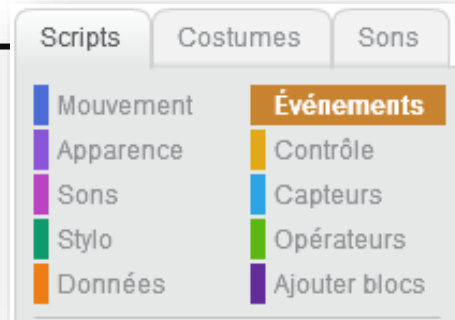 Scripts Costumes Sons
Mouvement Événements
Apparence Contrôle
Sons Capteurs
Stylo Opérateurs
Données Ajouter blocs